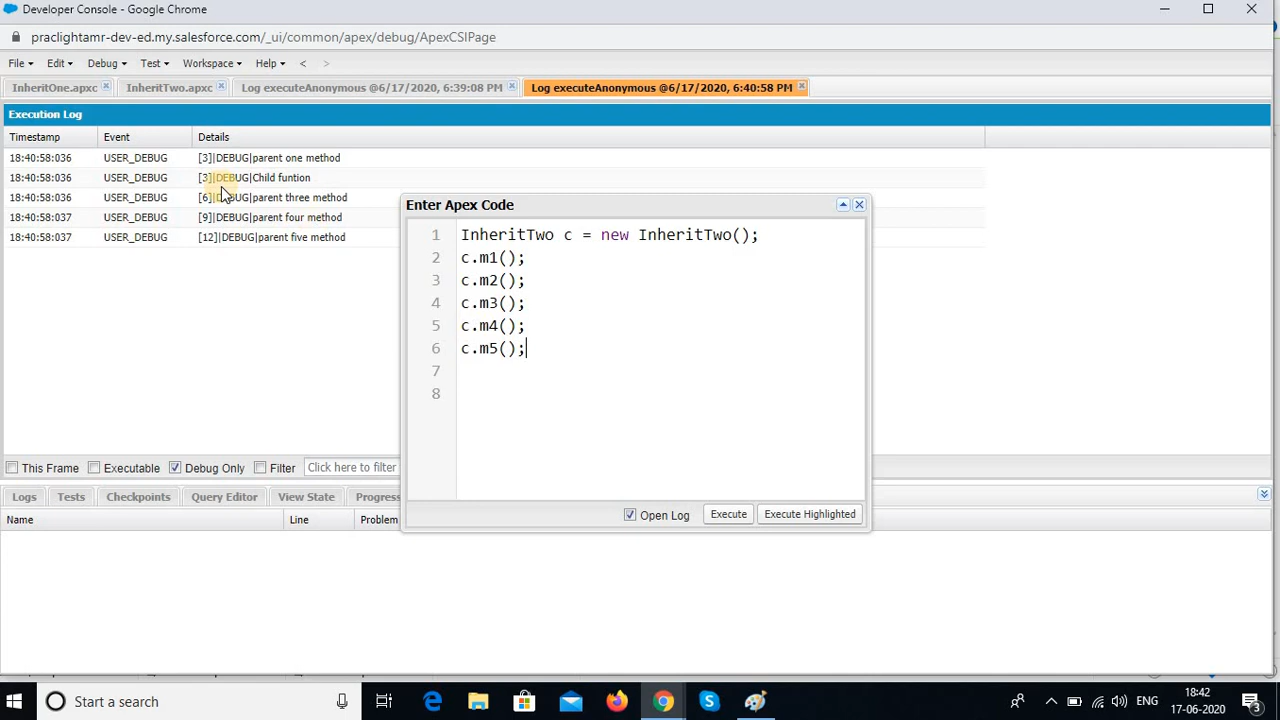 Developer Console - Google Chrome
praclightamr-dev-ed.my.salesforce.com/_ui/common/apex/debug/ApexCSIPage
File Edit Debug Test Workspace Help < >
InheritOne.apxc InheritTwo.apxc Log executeAnonymous @6/17/2020, 6:39:08 PM Log executeAnonymous @6/17/2020, 6:40:58 PM
Execution Log
Timestamp Event Details
18:40:58:036 USER_DEBUG [3]|DEBUG|parent one method
18:40:58:036 USER_DEBUG [3]|DEBUG|Child funtion
18:40:58:036 USER_DEBUG [6]|DEBUG|parent three method
18:40:58:037 USER_DEBUG [9]|DEBUG|parent four method
18:40:58:037 USER_DEBUG [12]|DEBUG|parent five method
Enter Apex Code
1 InheritTwo c = new InheritTwo();
2 c.m1();
3 c.m2();
4 c.m3();
5 c.m4();
6 c.m5();
7
8
Open Log Execute Execute Highlighted
This Frame Executable Debug Only Filter Click here to filter
Logs Tests Checkpoints Query Editor View State Progress
Name Line Problem
Start a search
ENG
18:42
17-06-2020
3